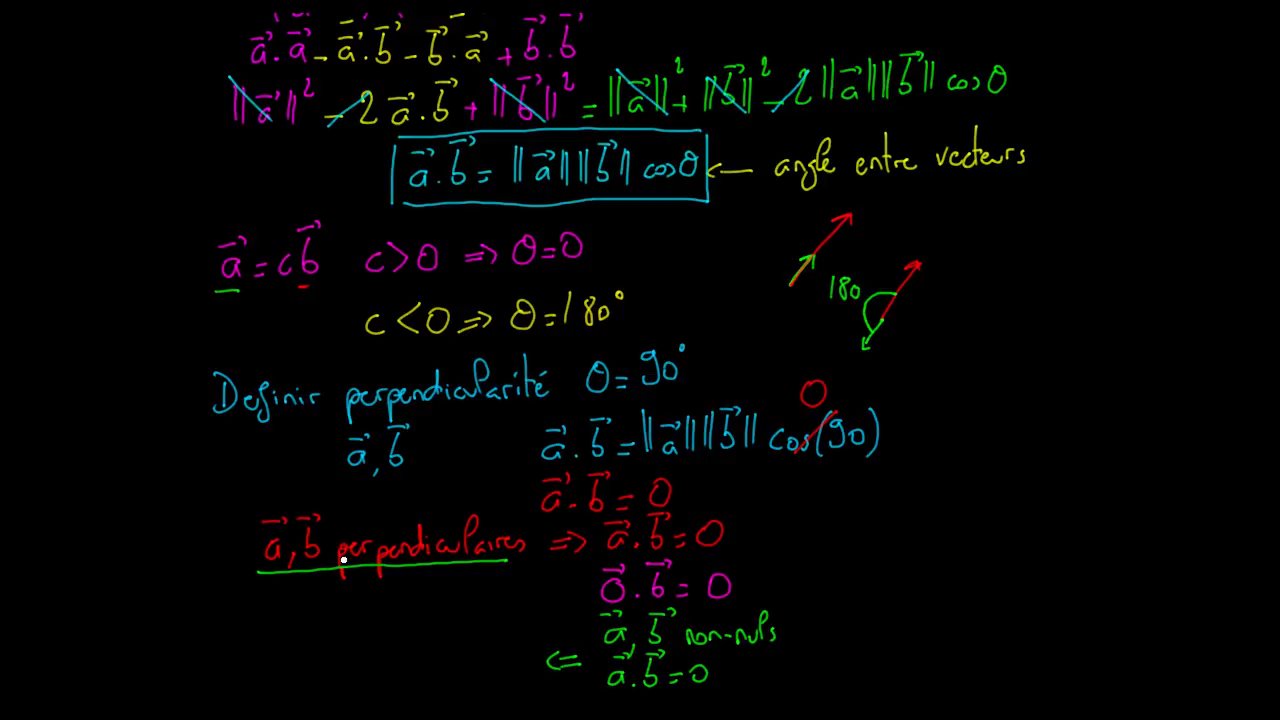 a⃗.a⃗ - a⃗.b⃗ - b⃗.a⃗ + b⃗.b⃗
||a⃗||² - 2 a⃗.b⃗ + ||b⃗||² = ||a⃗||² + ||b⃗||² - 2 ||a⃗|| ||b⃗|| cos θ
a⃗.b⃗ = ||a⃗|| ||b⃗|| cos θ ← angle entre vecteurs
a⃗ = c b⃗ c > 0 ⇒ θ = 0
180
c < 0 ⇒ θ = 180°
Definir perpendicularité θ = 90°
0
a⃗, b⃗ a⃗.b⃗ = ||a⃗|| ||b⃗|| cos(90)
a⃗.b⃗ = 0
a⃗, b⃗ perpendiculaires ⇒ a⃗.b⃗ = 0
0⃗.b⃗ = 0
a⃗, b⃗ non-nuls
⇐ a⃗.b⃗ = 0